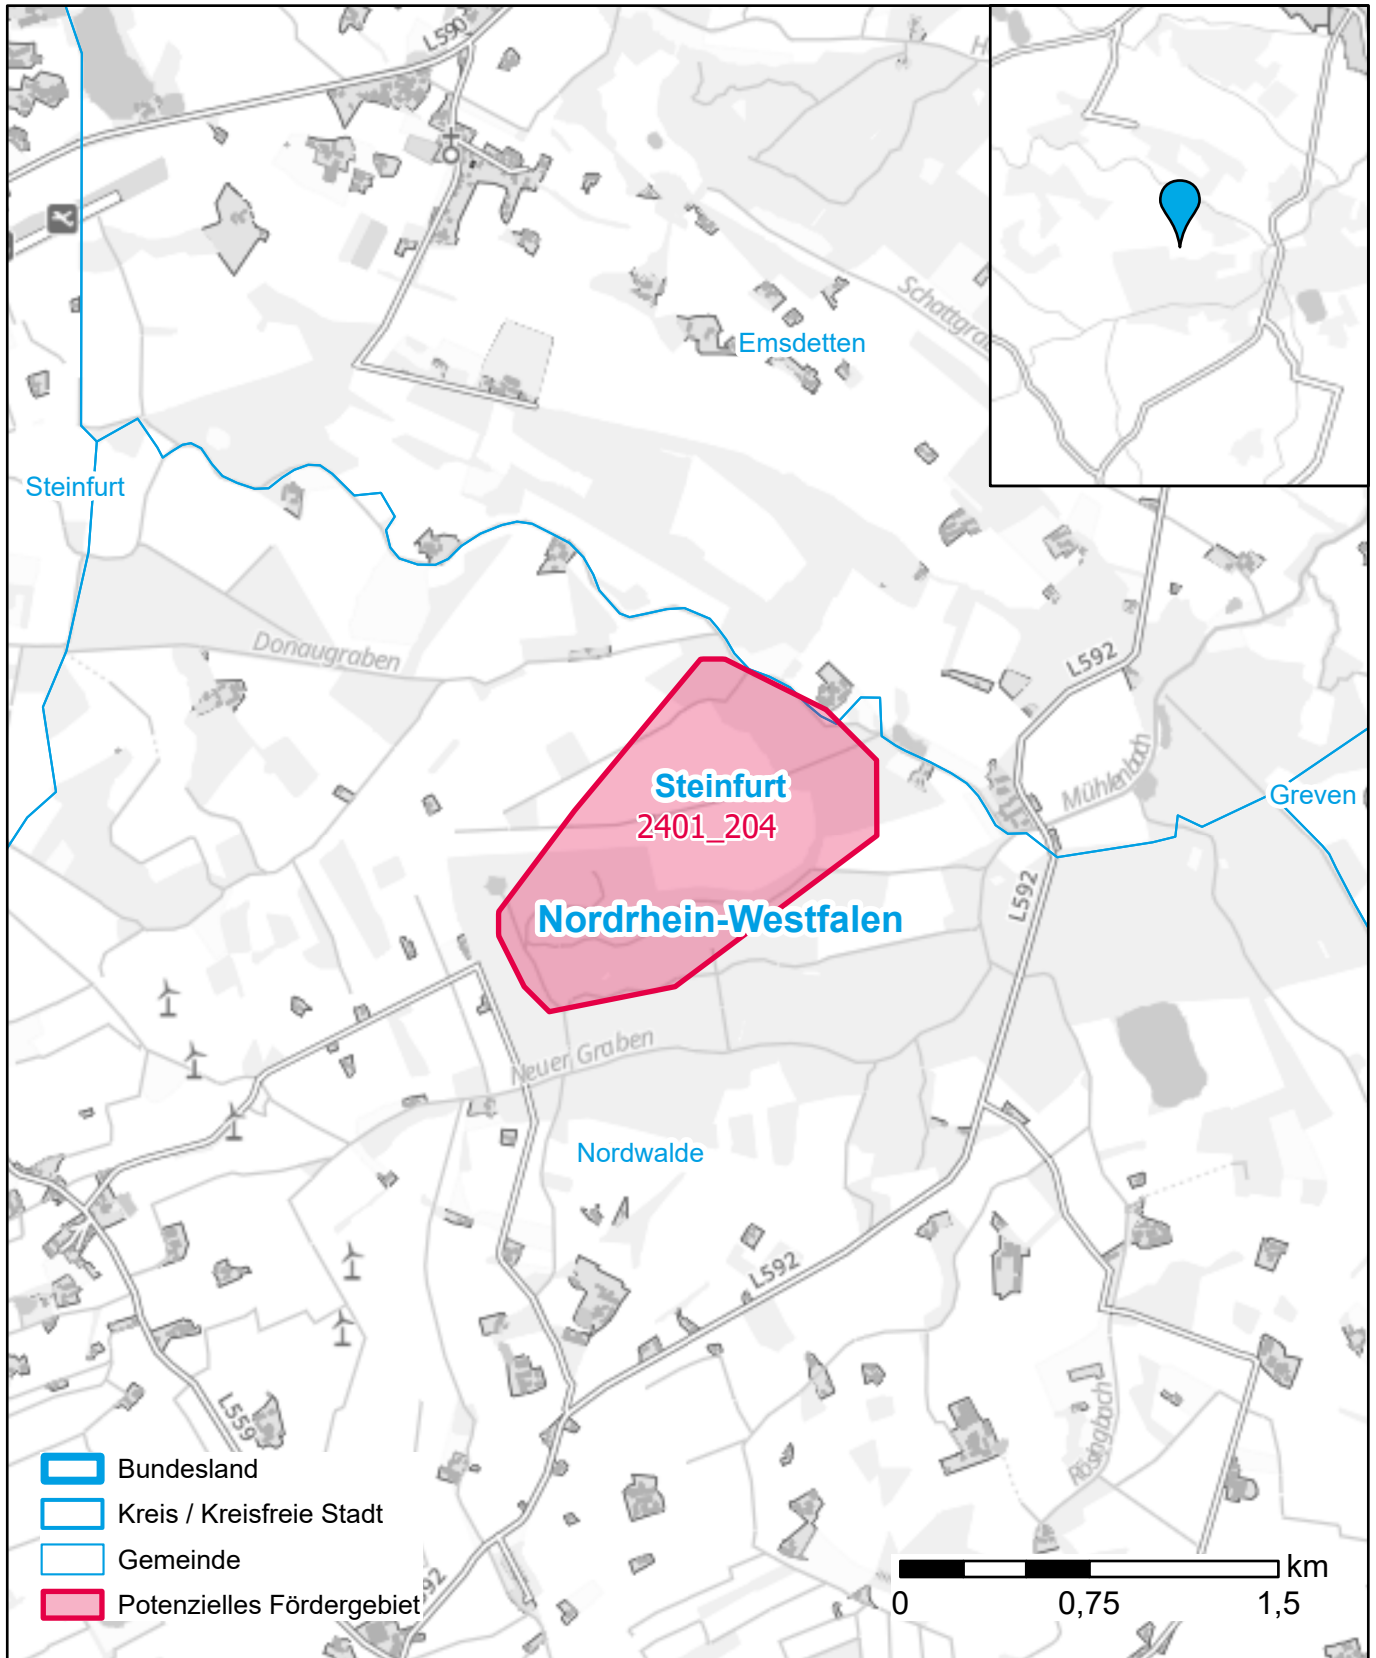 L590
H
Schattgra
Emsdetten
Steinfurt
Donaugraben
L592
Mühlenbach
Steinfurt
2401_204
Greven
Nordrhein-Westfalen
L592
Neuer Graben
Nordwalde
L592
L559
Rösingbach
Bundesland
Kreis / Kreisfreie Stadt
Gemeinde
Potenzielles Fördergebiet
92
km
0 0,75 1,5